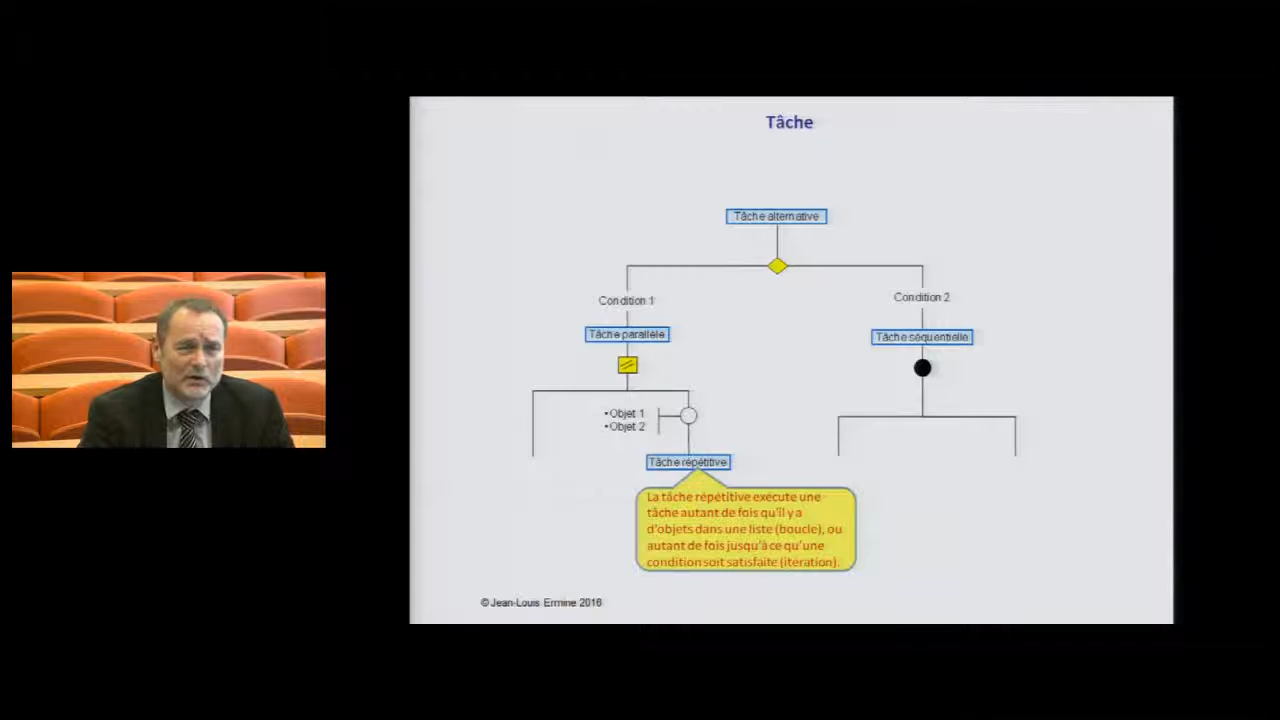 Tâche
Tâche alternative
Condition 1
Condition 2
Tâche parallèle
Tâche séquentielle
•Objet 1
•Objet 2
Tâche répétitive
La tâche répétitive exécute une
tâche autant de fois qu'il y a
d'objets dans une liste (boucle), ou
autant de fois jusqu'à ce qu'une
condition soit satisfaite (iteration).
© Jean-Louis Ermine 2016